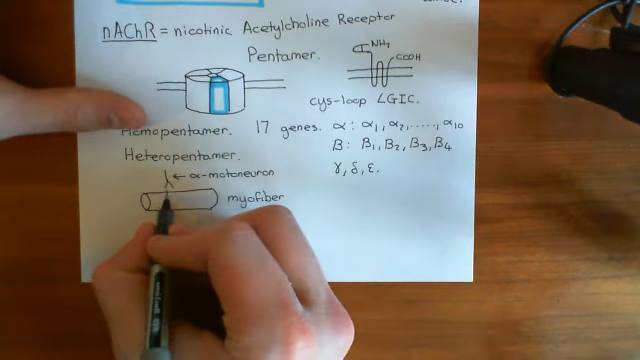 nAChR = nicotinic Acetylcholine Receptor
Pentamer.
NH₂
COOH
cys-loop LGIC.
Homopentamer. 17 genes. α: α₁, α₂, ....., α₁₀
β: β₁, β₂, β₃, β₄
Heteropentamer.
γ, δ, ε.
← α-motoneuron
myofiber